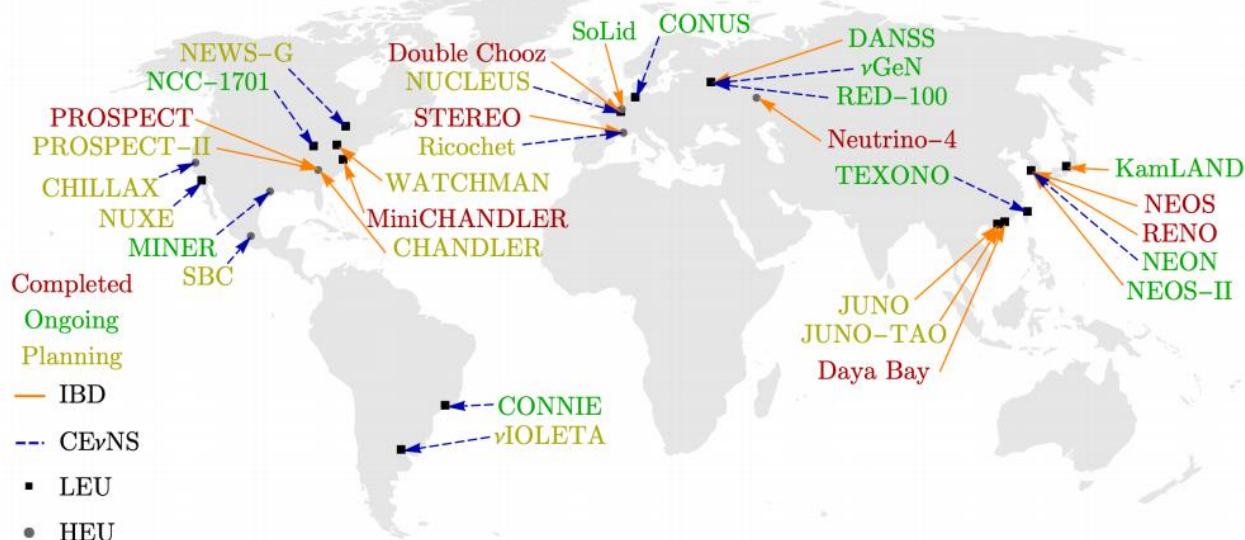 NEWS−G
NCC−1701
PROSPECT
PROSPECT−II
CHILLAX
NUXE
MINER
SBC
WATCHMAN
MiniCHANDLER
CHANDLER
Double Chooz
NUCLEUS
STEREO
Ricochet
SoLid
CONUS
DANSS
νGeN
RED−100
Neutrino−4
TEXONO
KamLAND
NEOS
RENO
NEON
NEOS−II
JUNO
JUNO−TAO
Daya Bay
CONNIE
νIOLETA
Completed
Ongoing
Planning
IBD
CEνNS
LEU
HEU